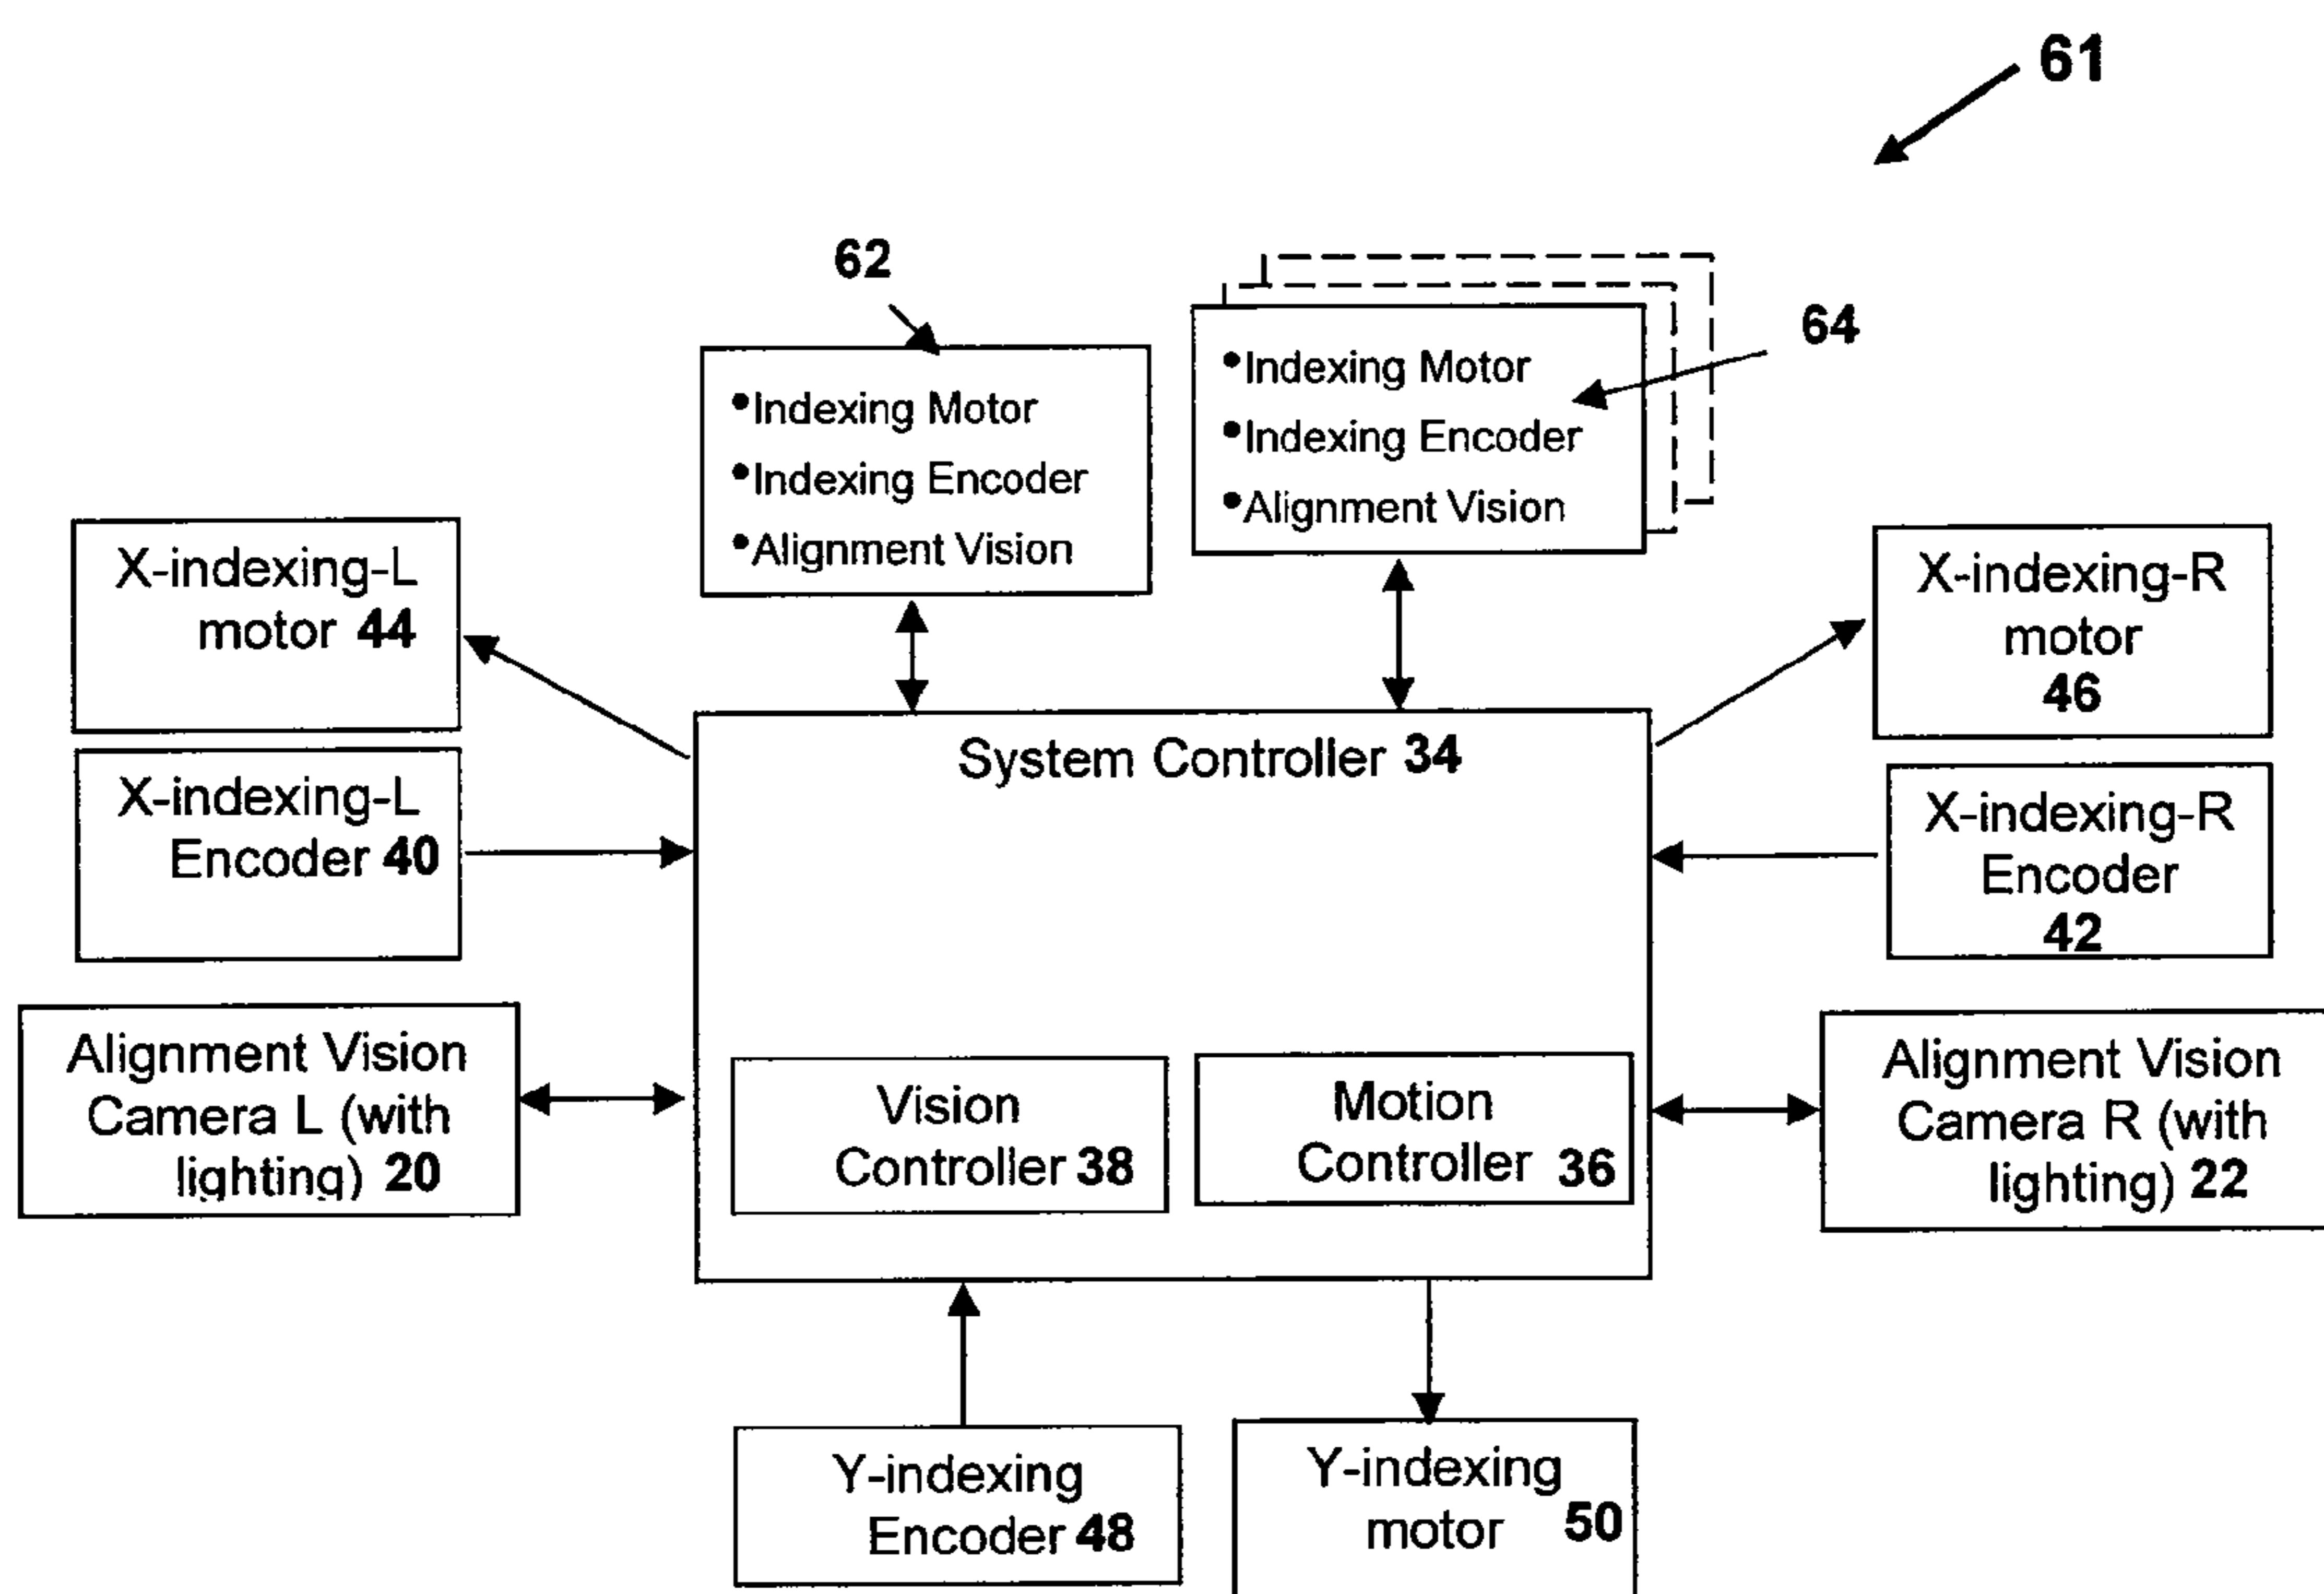 61
62
64
•Indexing Motor
•Indexing Encoder
•Alignment Vision
•Indexing Motor
•Indexing Encoder
•Alignment Vision
X-indexing-L
motor 44
X-indexing-R
motor
46
System Controller 34
X-indexing-L
Encoder 40
X-indexing-R
Encoder
42
Alignment Vision
Camera L (with
lighting) 20
Vision
Controller 38
Motion
Controller 36
Alignment Vision
Camera R (with
lighting) 22
Y-indexing
Encoder 48
Y-indexing
motor 50